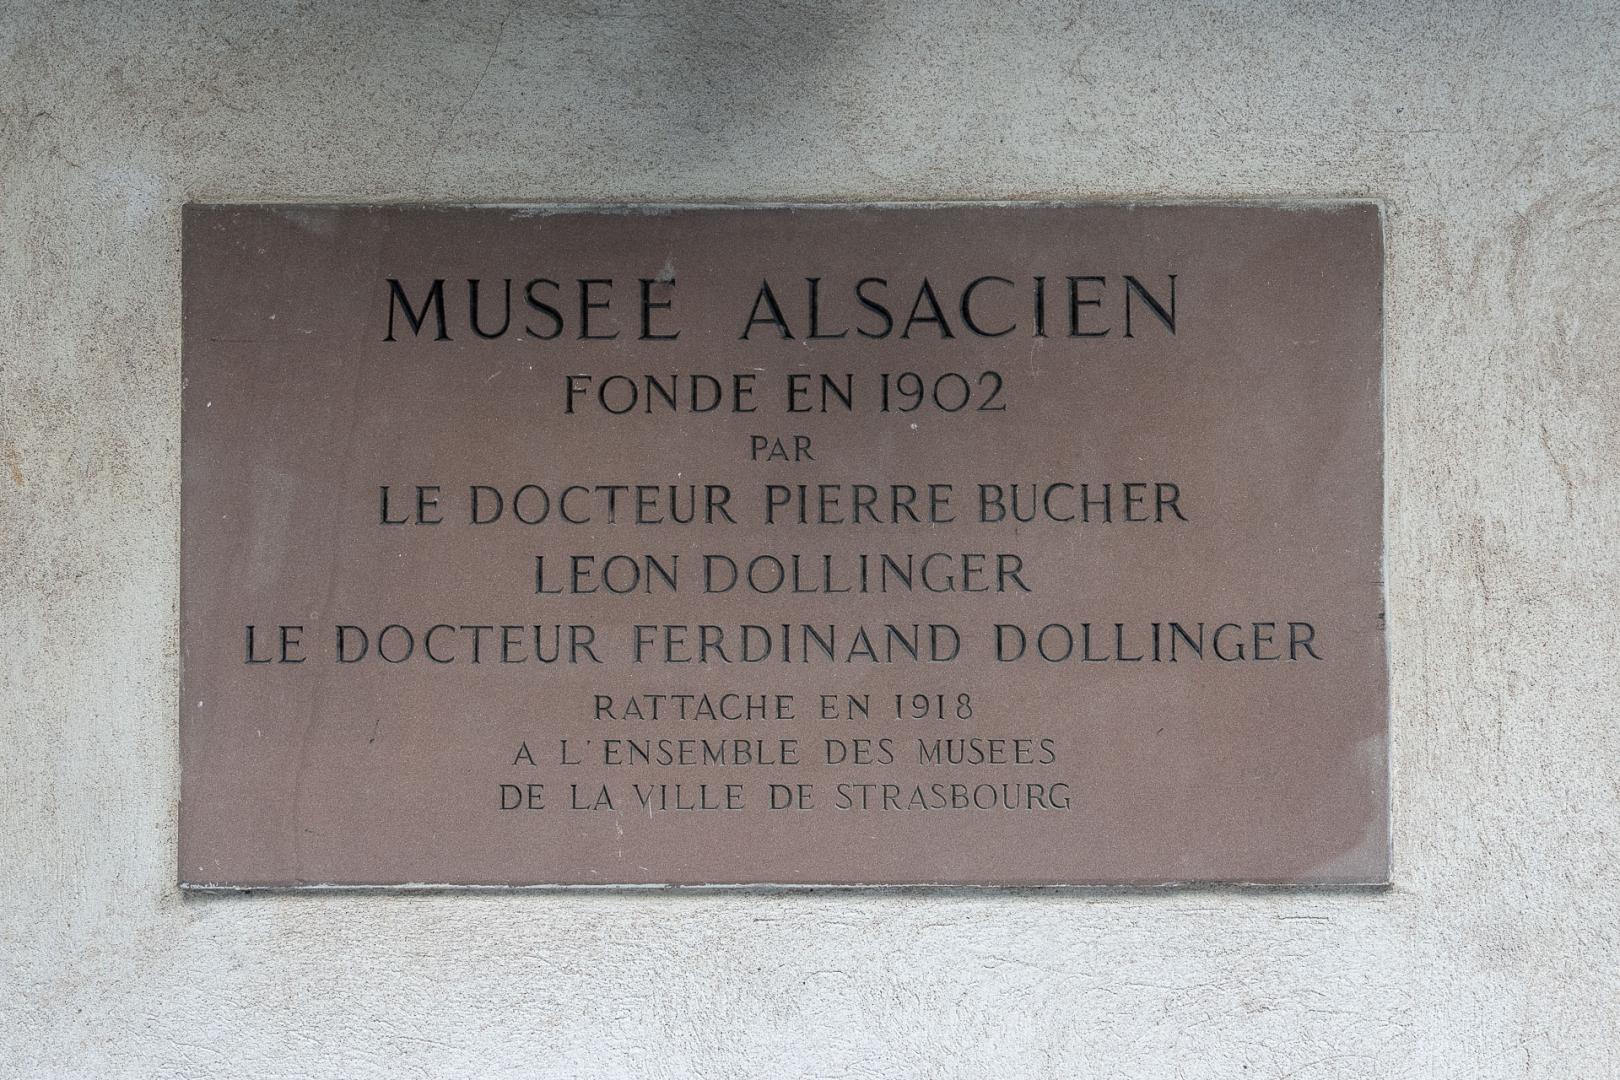 MUSEE ALSACIEN
FONDE EN 1902
PAR
LE DOCTEUR PIERRE BUCHER
LEON DOLLINGER
LE DOCTEUR FERDINAND DOLLINGER
RATTACHE EN 1918
A L'ENSEMBLE DES MUSEES
DE LA VILLE DE STRASBOURG